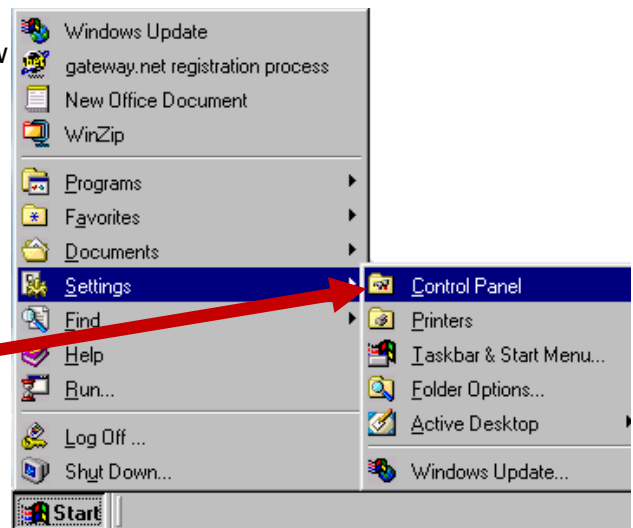 Windows Update
gateway.net registration process
New Office Document
WinZip
Programs
Favorites
Documents
Settings
Find
Help
Run...
Log Off ...
Shut Down...
Start
Control Panel
Printers
Taskbar & Start Menu...
Folder Options...
Active Desktop
Windows Update...